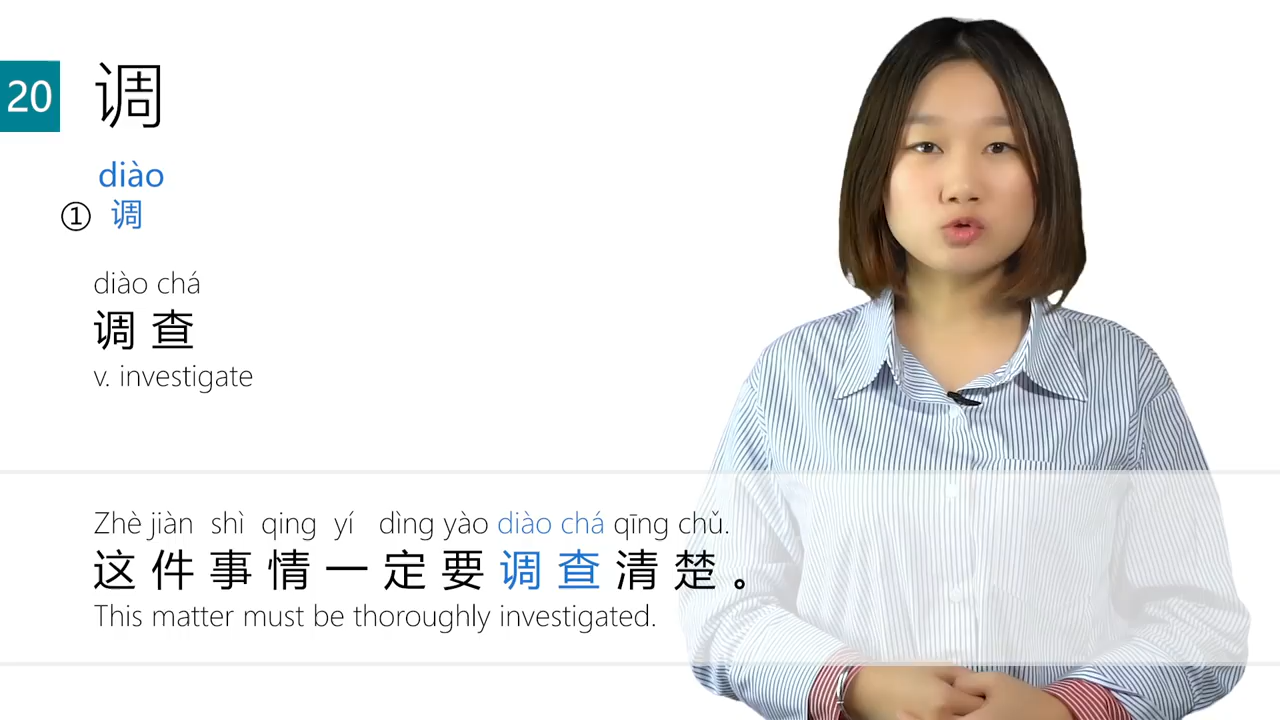 20 调
diào
① 调
diào chá
调查
v. investigate
Zhè jiàn shì qing yí dìng yào diào chá qīng chǔ.
这件事情一定要调查清楚。
This matter must be thoroughly investigated.